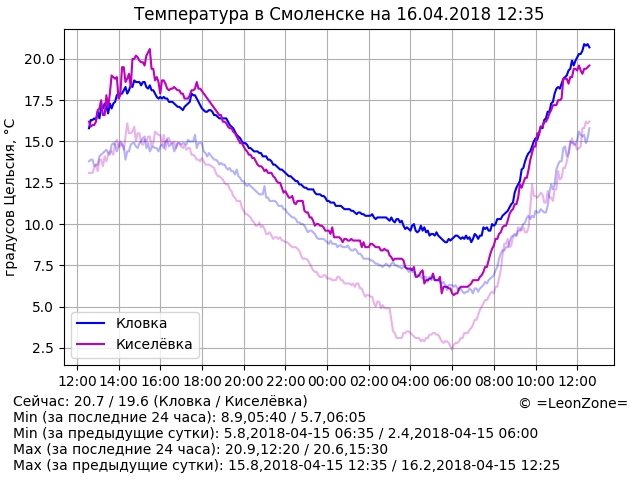 Температура в Смоленске на 16.04.2018 12:35
градусов Цельсия, °C
20.0
17.5
15.0
12.5
10.0
7.5
5.0
2.5
Кловка
Киселёвка
12:00 14:00 16:00 18:00 20:00 22:00 00:00 02:00 04:00 06:00 08:00 10:00 12:00
Сейчас: 20.7 / 19.6 (Кловка / Киселёвка)
© =LeonZone=
Min (за последние 24 часа): 8.9,05:40 / 5.7,06:05
Min (за предыдущие сутки): 5.8,2018-04-15 06:35 / 2.4,2018-04-15 06:00
Max (за последние 24 часа): 20.9,12:20 / 20.6,15:30
Max (за предыдущие сутки): 15.8,2018-04-15 12:35 / 16.2,2018-04-15 12:25